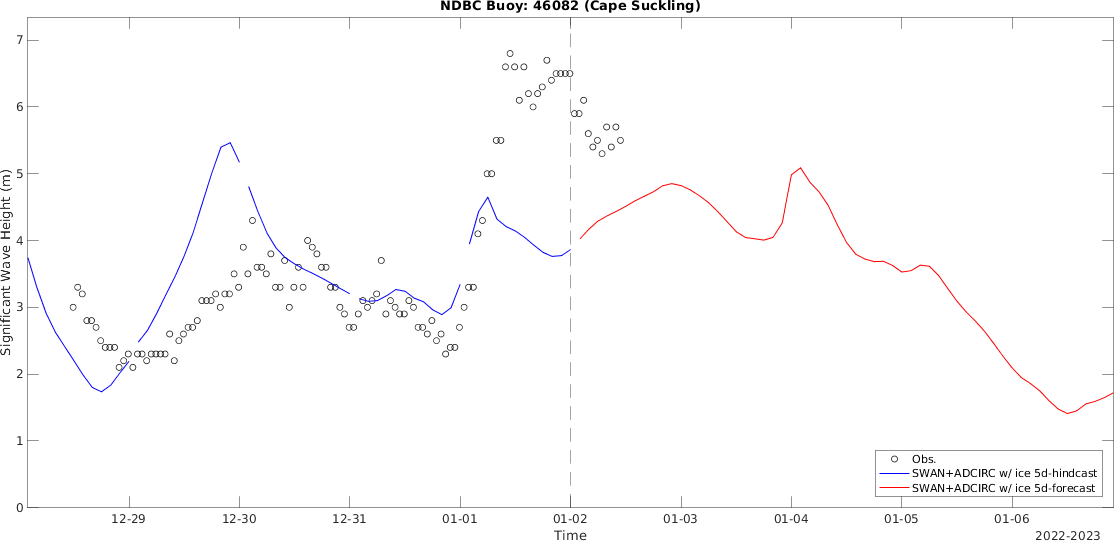 NDBC Buoy: 46082 (Cape Suckling)
Significant Wave Height (m)
7
6
5
4
3
2
1
0
Obs.
SWAN+ADCIRC w/ ice 5d-hindcast
SWAN+ADCIRC w/ ice 5d-forecast
12-29 12-30 12-31 01-01 01-02 01-03 01-04 01-05 01-06
Time
2022-2023